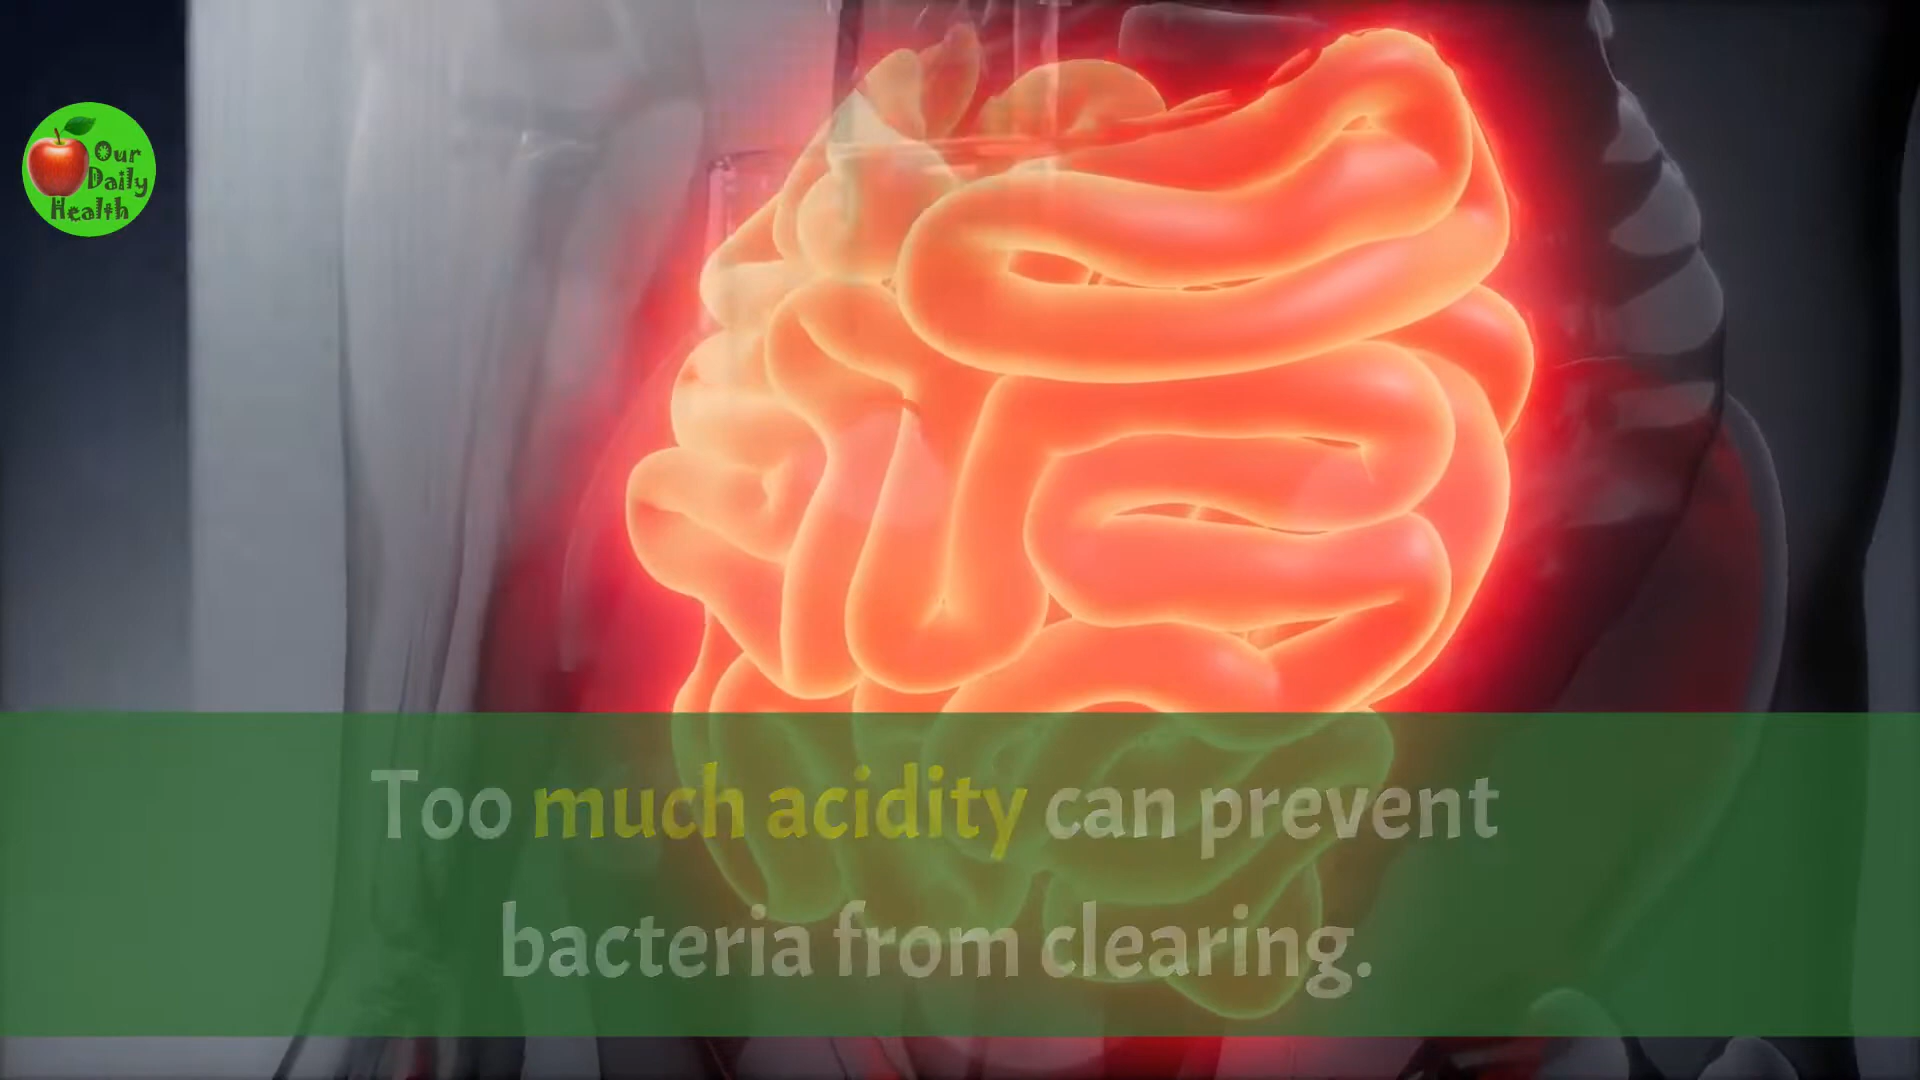 Our
Daily
Health
Too much acidity can prevent
bacteria from clearing.